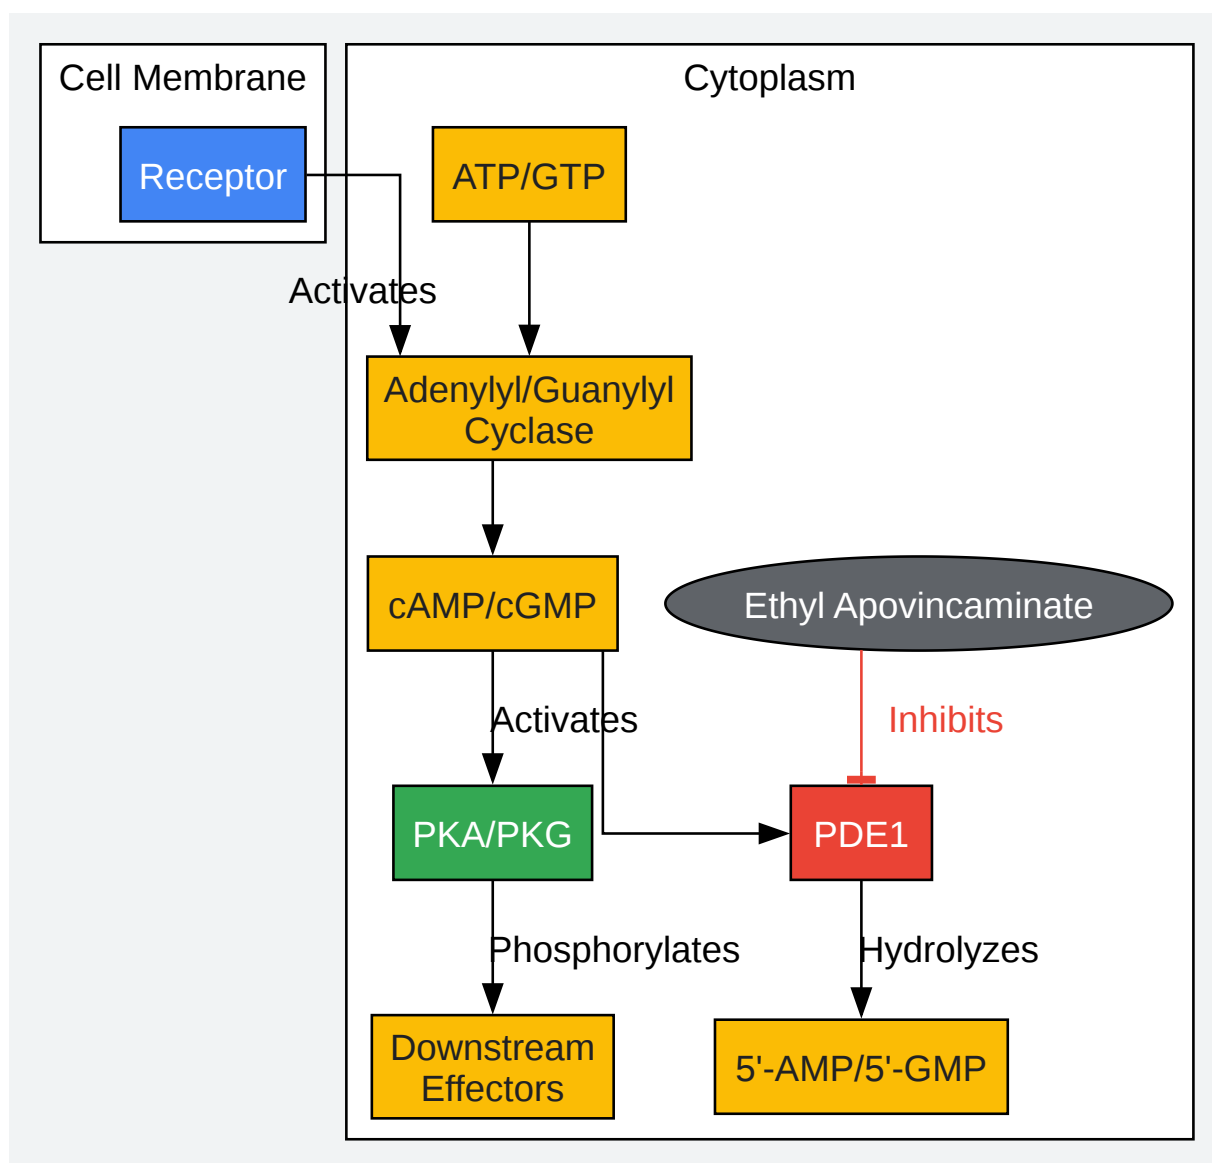 Cell Membrane
Cytoplasm
Receptor
ATP/GTP
Activates
Adenylyl/Guanylyl
Cyclase
cAMP/cGMP
Ethyl Apovincaminate
Activates
Inhibits
PKA/PKG
PDE1
Phosphorylates
Hydrolyzes
Downstream
Effectors
5'-AMP/5'-GMP